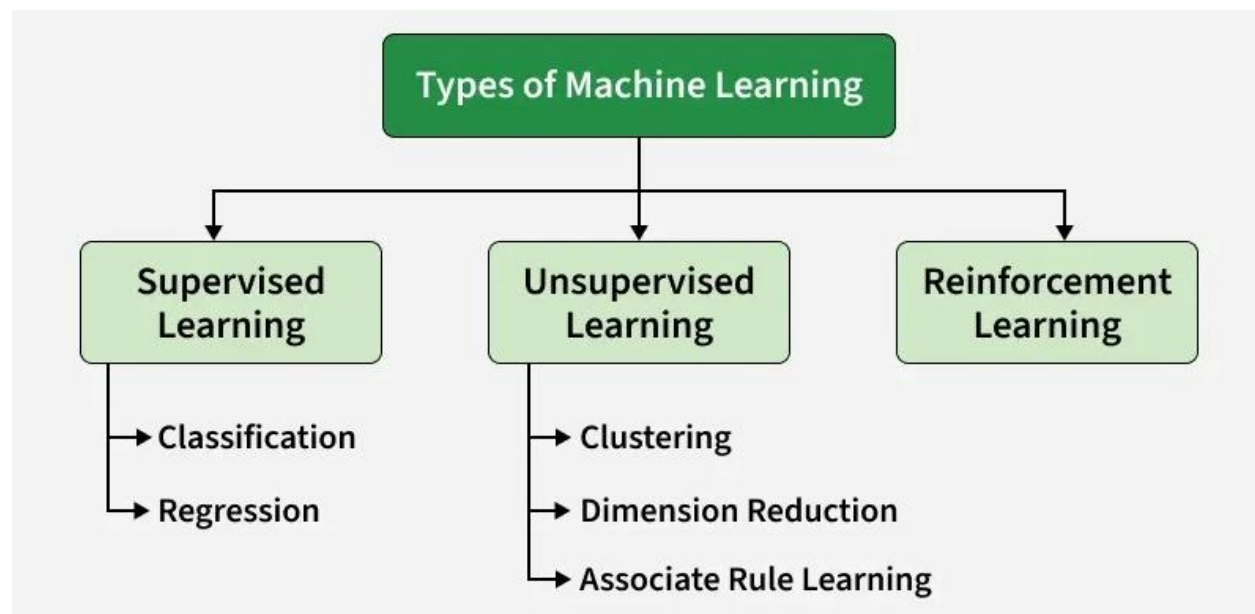 Types of Machine Learning
Supervised
Learning
Unsupervised
Learning
Reinforcement
Learning
Classification
Regression
Clustering
Dimension Reduction
Associate Rule Learning